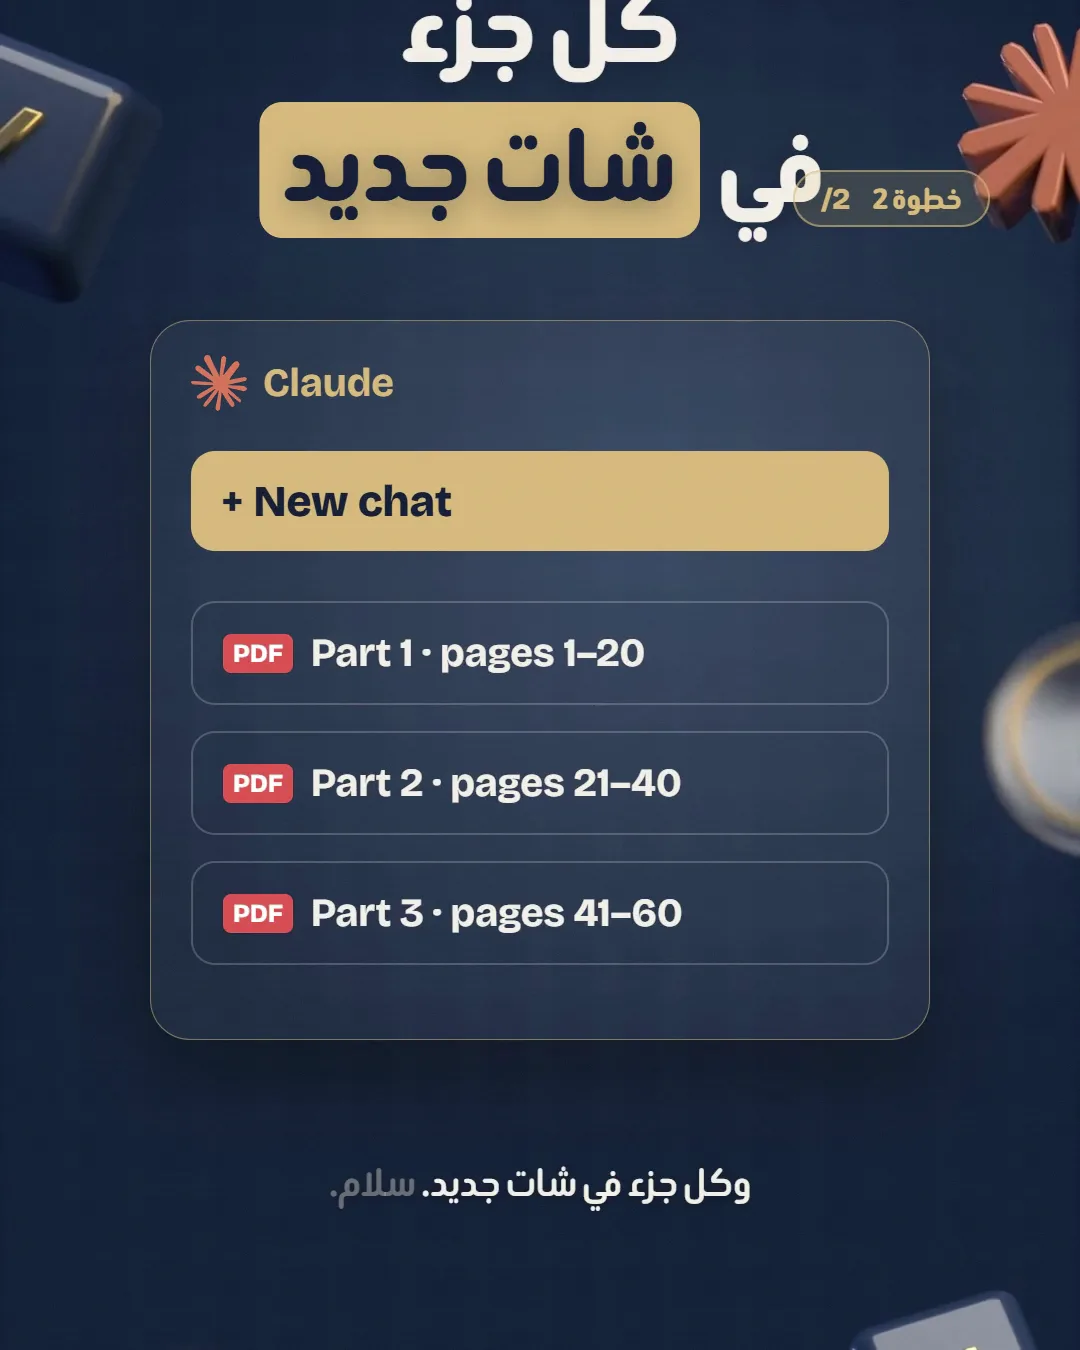 كل جزء
في شات جديد
خطوة 2 /2
Claude
+ New chat
PDF Part 1 · pages 1–20
PDF Part 2 · pages 21–40
PDF Part 3 · pages 41–60
وكل جزء في شات جديد. سلام.